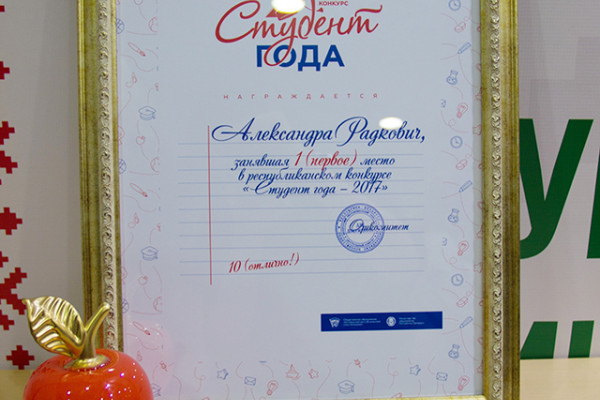 КОНКУРС
Студент
ГОДА
НАГРАЖДАЕТСЯ
Александра Радкович,
занявшая 1 (первое) место
в республиканском конкурсе
«Студент года – 2017»
Оргкомитет
10 (отлично!)